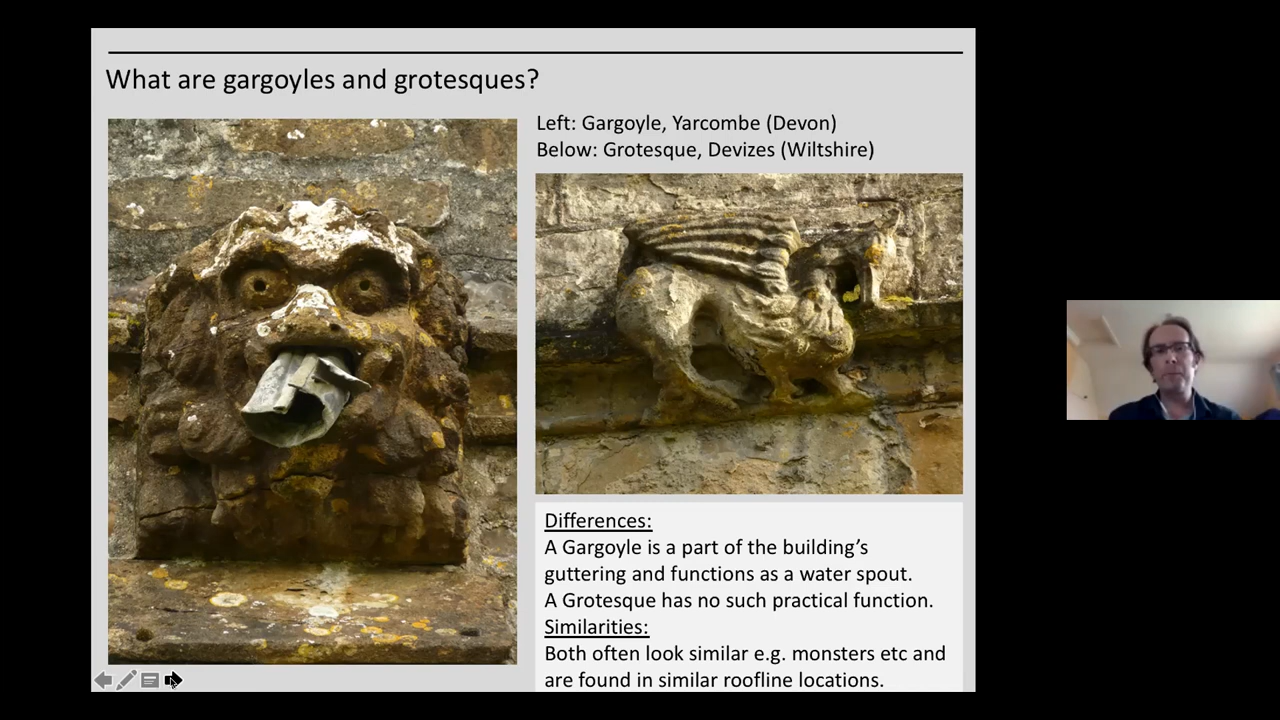 What are gargoyles and grotesques?
Left: Gargoyle, Yarcombe (Devon)
Below: Grotesque, Devizes (Wiltshire)
Differences:
A Gargoyle is a part of the building’s
guttering and functions as a water spout.
A Grotesque has no such practical function.
Similarities:
Both often look similar e.g. monsters etc and
are found in similar roofline locations.